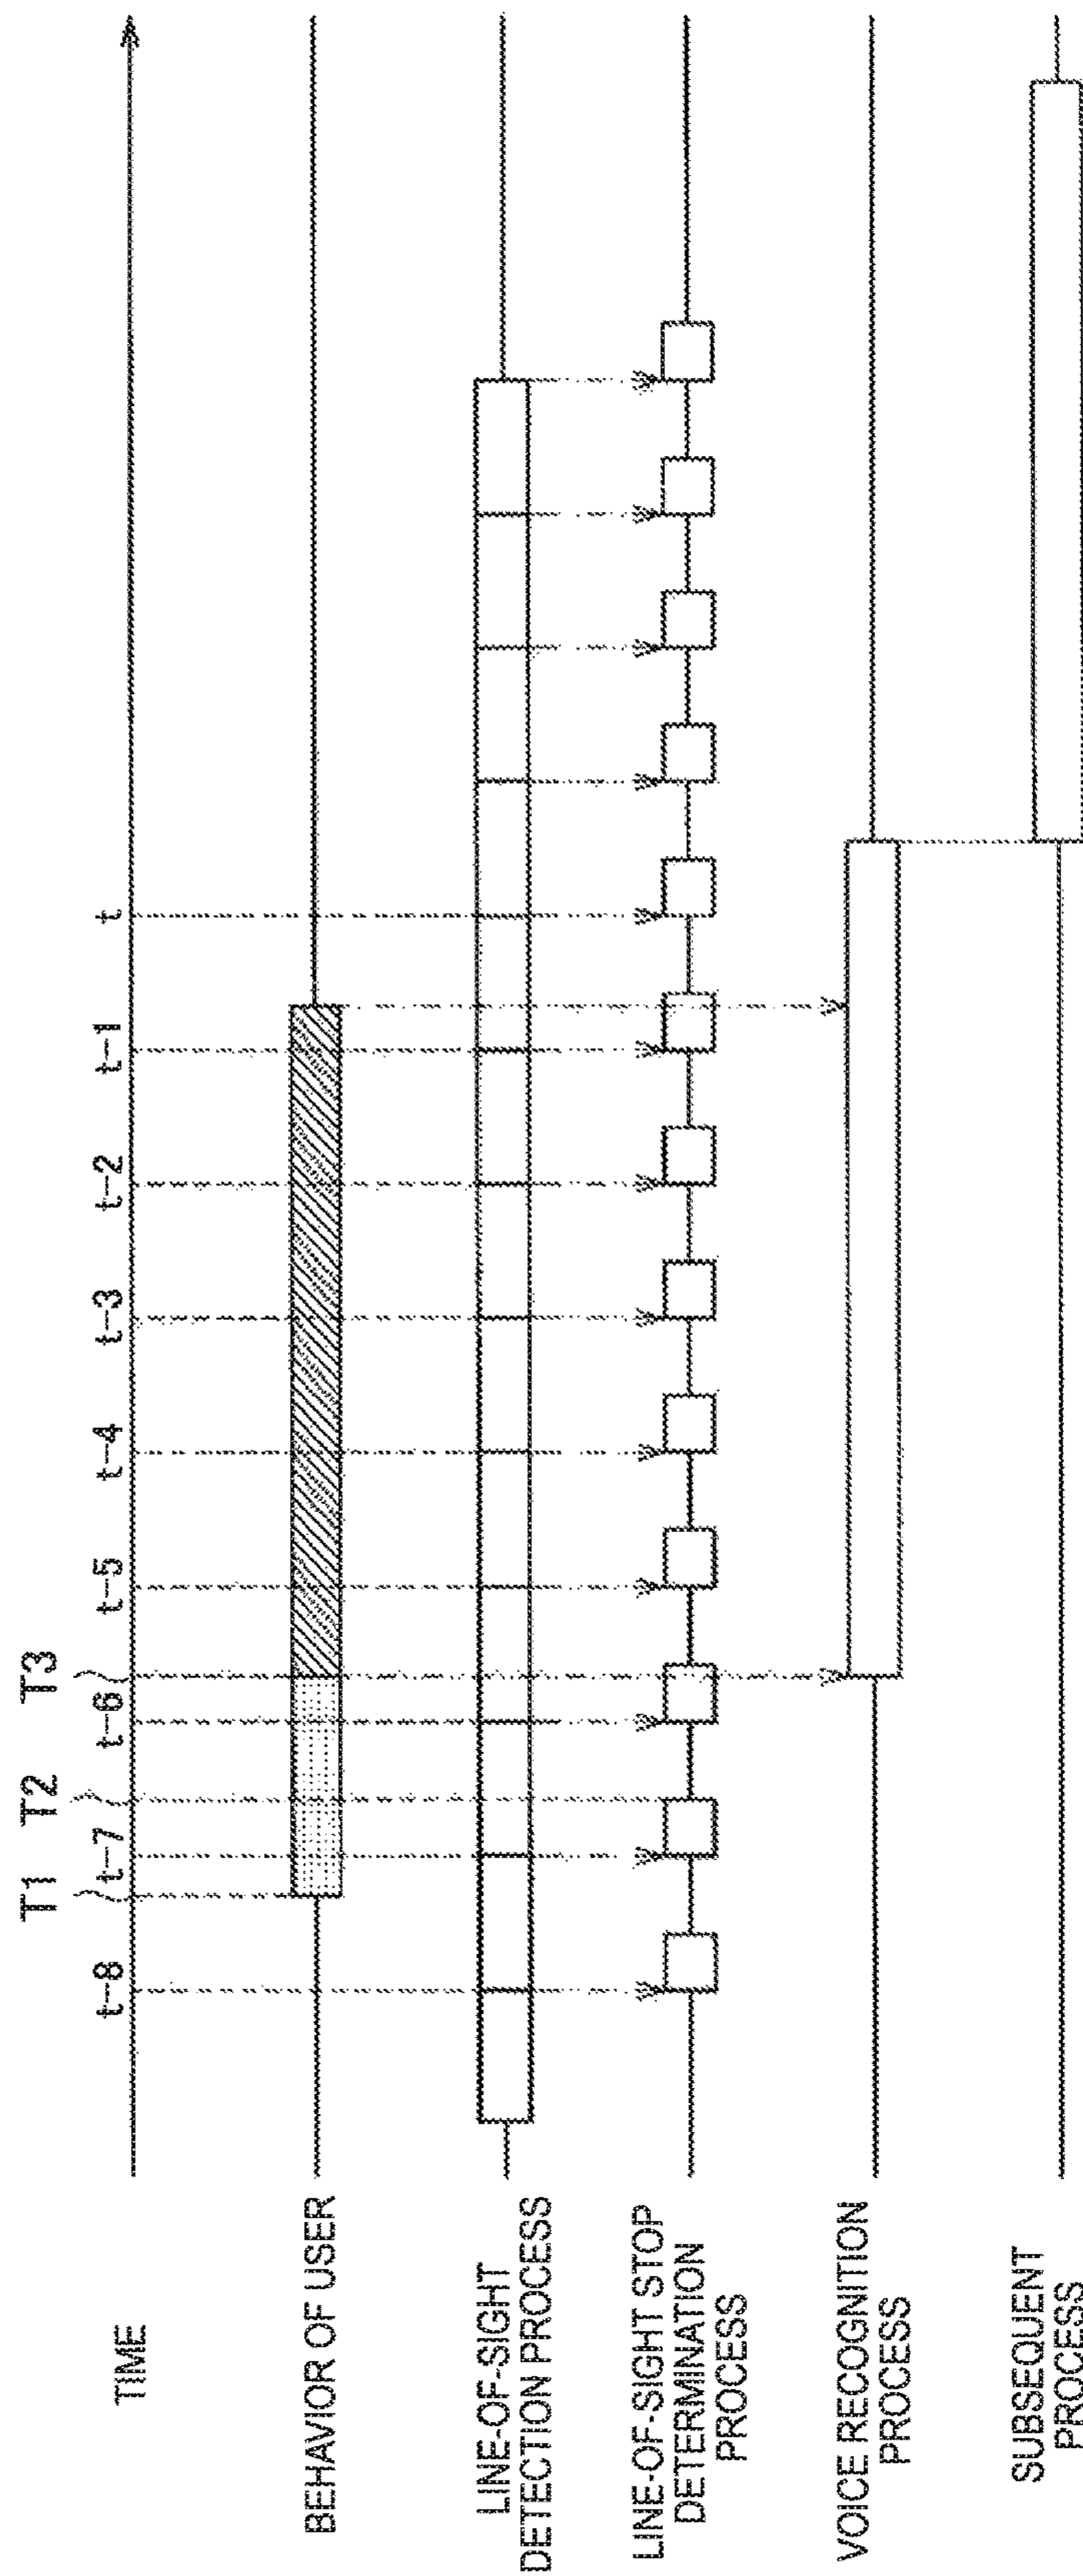 T1 T2 T3
t-8 t-7 t-6 t-5 t-4 t-3 t-2 t-1 t
TIME
BEHAVIOR OF USER
LINE-OF-SIGHT
DETECTION PROCESS
LINE-OF-SIGHT STOP
DETERMINATION
PROCESS
VOICE RECOGNITION
PROCESS
SUBSEQUENT
PROCESS